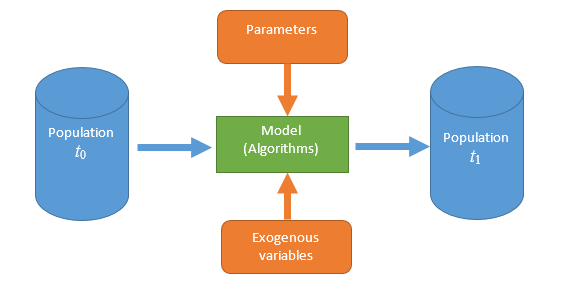 Parameters
Population
t0
Model
(Algorithms)
Population
t1
Exogenous
variables